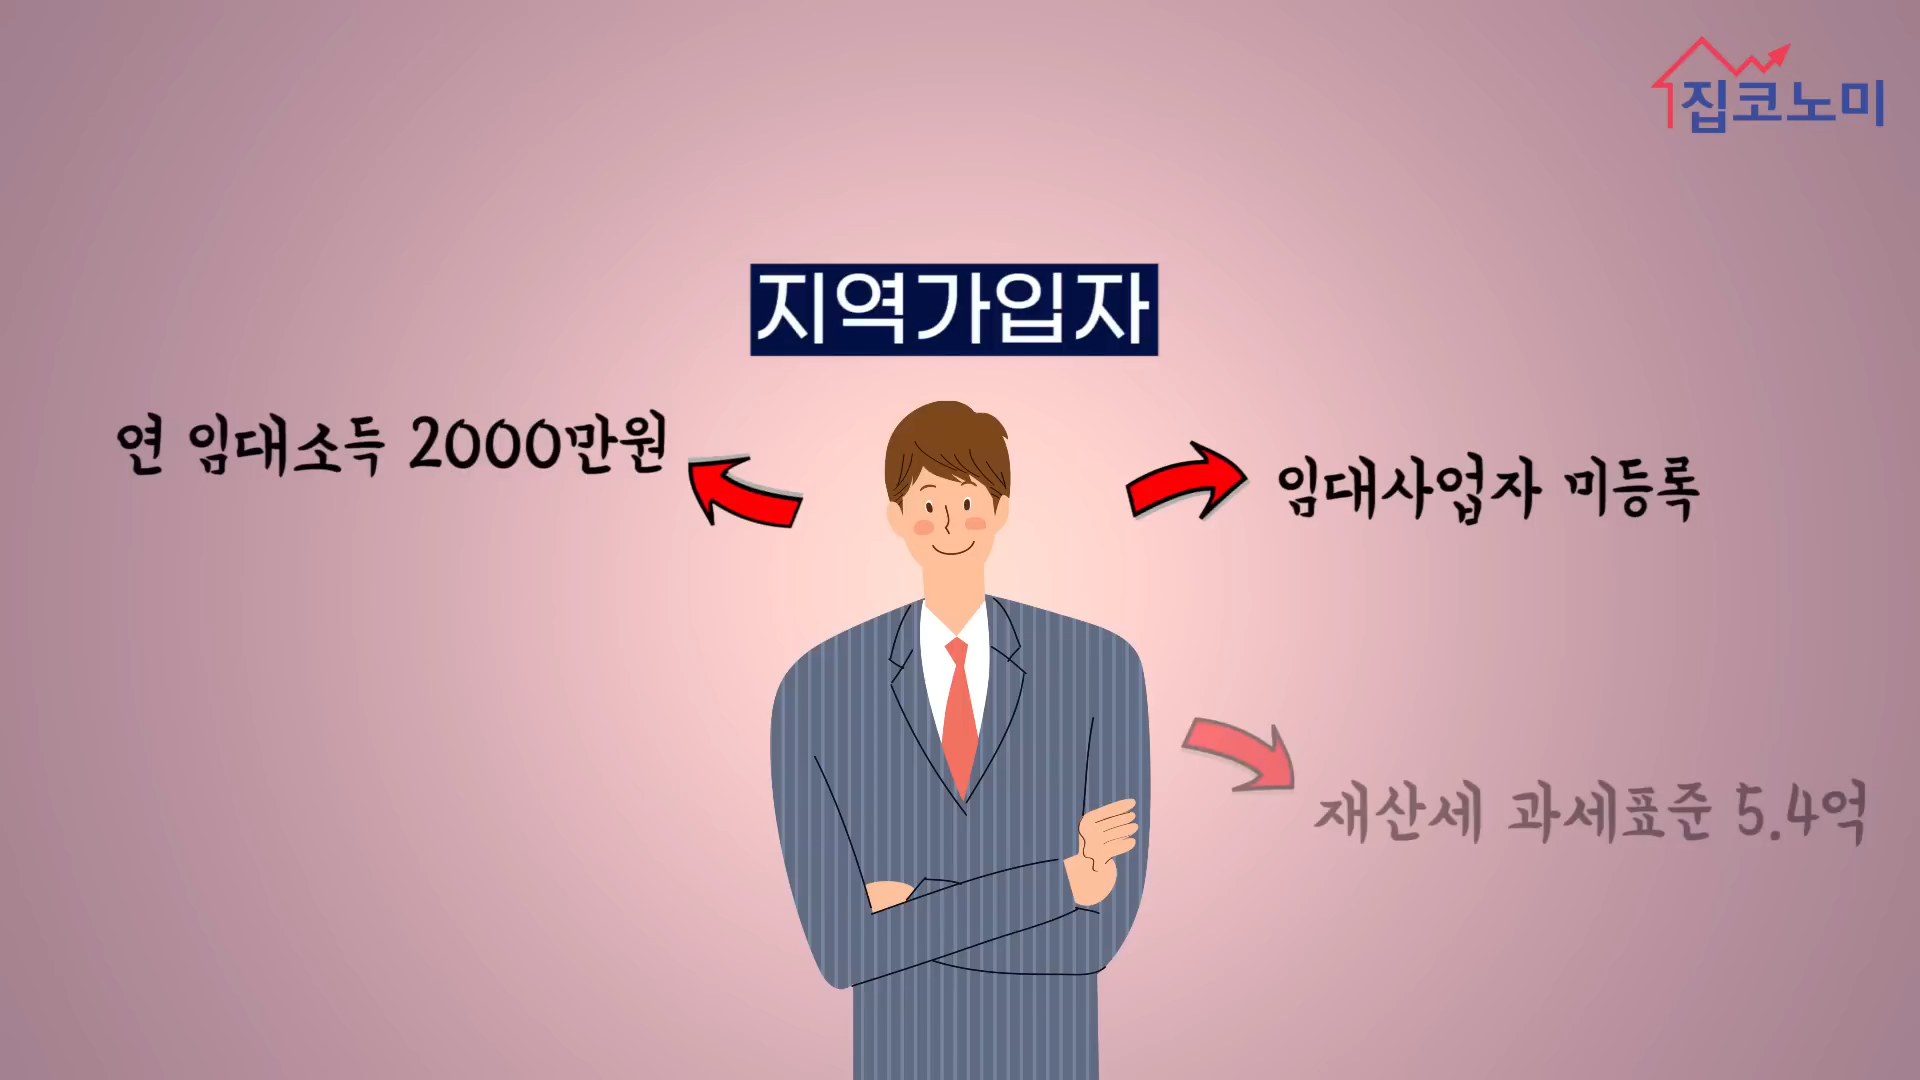 집코노미
지역가입자
연 임대소득 2000만원
임대사업자 미등록
재산세 과세표준 5.4억